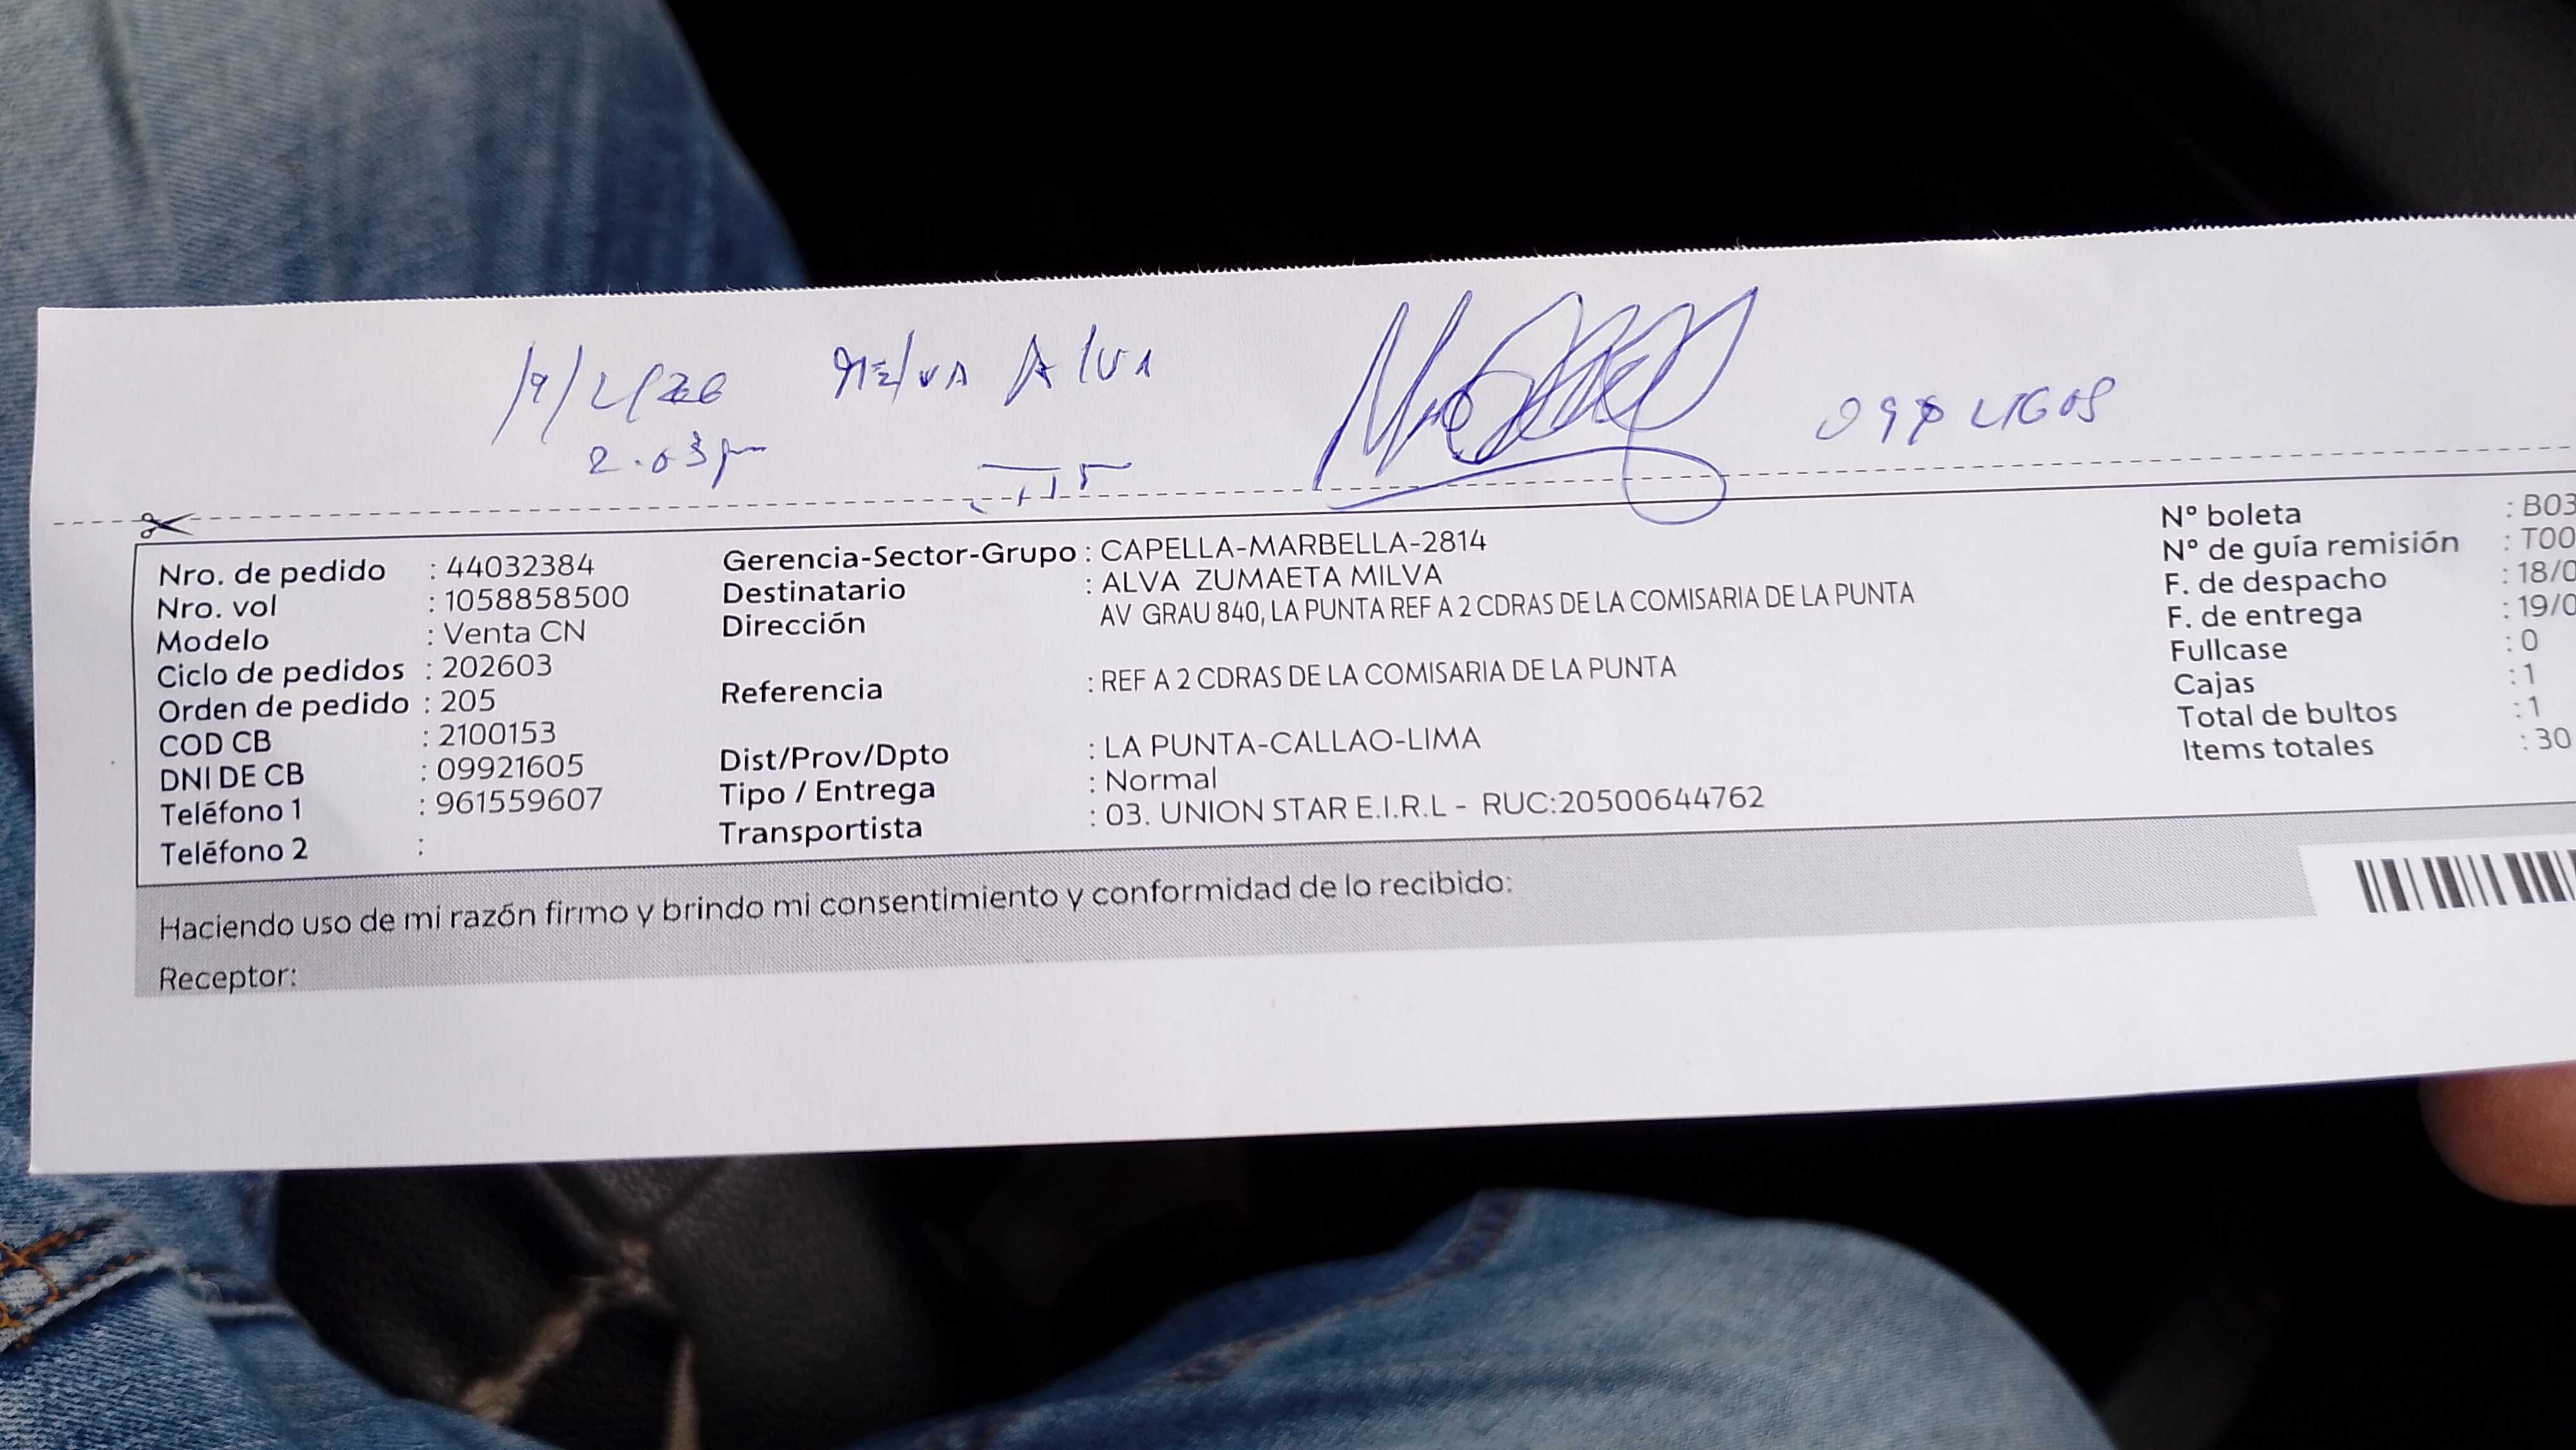 2.03pm
Nro. de pedido : 44032384
Nro. vol : 1058858500
Modelo : Venta CN
Ciclo de pedidos : 202603
Orden de pedido : 205
COD CB : 2100153
DNI DE CB : 09921605
Teléfono 1 : 961559607
Teléfono 2 :
Gerencia-Sector-Grupo : CAPELLA-MARBELLA-2814
Destinatario : ALVA ZUMAETA MILVA
Dirección AV GRAU 840, LA PUNTA REF A 2 CDRAS DE LA COMISARIA DE LA PUNTA
Referencia : REF A 2 CDRAS DE LA COMISARIA DE LA PUNTA
Dist/Prov/Dpto : LA PUNTA-CALLAO-LIMA
Tipo / Entrega : Normal
Transportista : 03. UNION STAR E.I.R.L - RUC:20500644762
Nº boleta : B03
Nº de guía remisión : T00
F. de despacho : 18/0
F. de entrega : 19/0
Fullcase : 0
Cajas : 1
Total de bultos : 1
Items totales : 30
Haciendo uso de mi razón firmo y brindo mi consentimiento y conformidad de lo recibido:
Receptor: